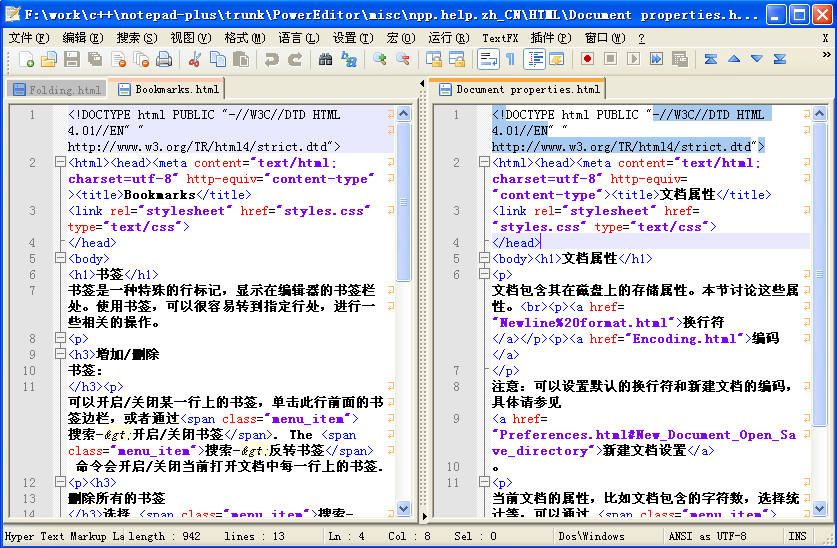 F:\work\c++\notepad-plus\trunk\PowerEditor\misc\npp.help.zh_CN\HTML\Document properties.h...
文件(F) 编辑(E) 搜索(S) 视图(V) 格式(M) 语言(L) 设置(T) 宏(O) 运行(R) TextFX 插件(P) 窗口(W) ? X
Folding.html Bookmarks.html
1 <!DOCTYPE html PUBLIC "-//W3C//DTD HTML
4.01//EN" "
http://www.w3.org/TR/html4/strict.dtd">
2 <html><head><meta content="text/html;
charset=utf-8" http-equiv="content-type"
><title>Bookmarks</title>
3 <link rel="stylesheet" href="styles.css"
type="text/css">
4 </head>
5 <body>
6 <h1>书签</h1>
7 书签是一种特殊的行标记，显示在编辑器的书签栏
处。使用书签，可以很容易转到指定行处，进行一
些相关的操作。
8 <p>
9 <h3>增加/删除
10 书签：
11 </h3><p>
可以开启/关闭某一行上的书签，单击此行前面的书
签边栏，或者通过<span class="menu_item">
搜索-&gt;开启/关闭书签</span>. The <span
class="menu_item">搜索-&gt;反转书签</span>
命令会开启/关闭当前打开文档中每一行上的书签.
12 <p><h3>
13 删除所有的书签
14 </h3>选择 <span class="menu_item">搜索-
Document properties.html
1 <!DOCTYPE html PUBLIC "-//W3C//DTD HTML
4.01//EN" "
http://www.w3.org/TR/html4/strict.dtd">
2 <html><head><meta content="text/html;
charset=utf-8" http-equiv=
"content-type"><title>文档属性</title>
3 <link rel="stylesheet" href=
"styles.css" type="text/css">
4 </head>
5 <body><h1>文档属性</h1>
6 <p>
文档包含其在磁盘上的存储属性。本节讨论这些属
性。<br><p><a href=
"Newline%20format.html">换行符
</a></p><p><a href="Encoding.html">编码
</a>
7 </p>
8 注意：可以设置默认的换行符和新建文档的编码，
具体请参见
9 <a href=
"Preferences.html#New_Document_Open_Sa
ve_directory">新建文档设置</a>
10 。
11 <p>
当前文档的属性，比如文档包含的字符数，选择统
计等，可以通过 <span class="menu_item">
Hyper Text Markup La length : 942 lines : 13 Ln : 4 Col : 8 Sel : 0 Dos\Windows ANSI as UTF-8 INS